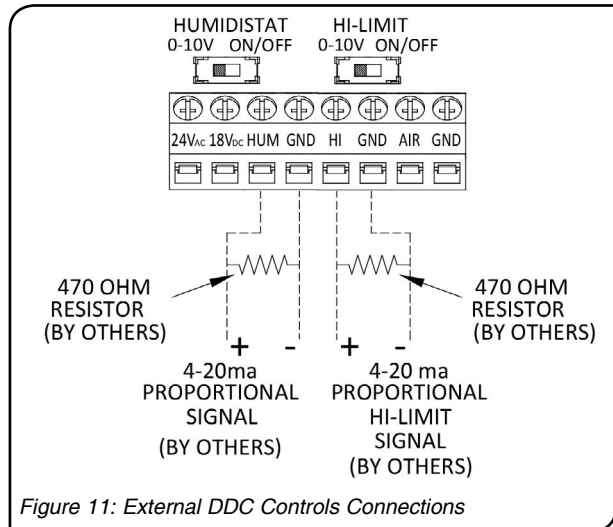 HUMIDISTAT
0-10V ON/OFF
HI-LIMIT
0-10V ON/OFF
24VAC 18VDC HUM GND HI GND AIR GND
470 OHM
RESISTOR
(BY OTHERS)
470 OHM
RESISTOR
(BY OTHERS)
+ -
4-20ma
PROPORTIONAL
SIGNAL
(BY OTHERS)
+ -
4-20 ma
PROPORTIONAL
HI-LIMIT
SIGNAL
(BY OTHERS)
Figure 11: External DDC Controls Connections